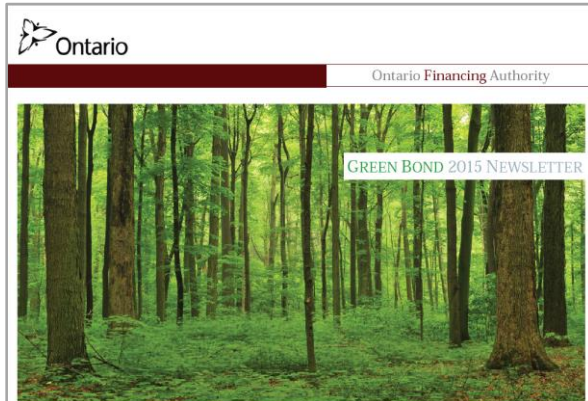 Ontario
Ontario Financing Authority
GREEN BOND 2015 NEWSLETTER